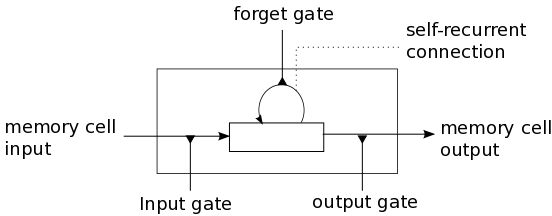 forget gate
self-recurrent
connection
memory cell
input
memory cell
output
Input gate
output gate